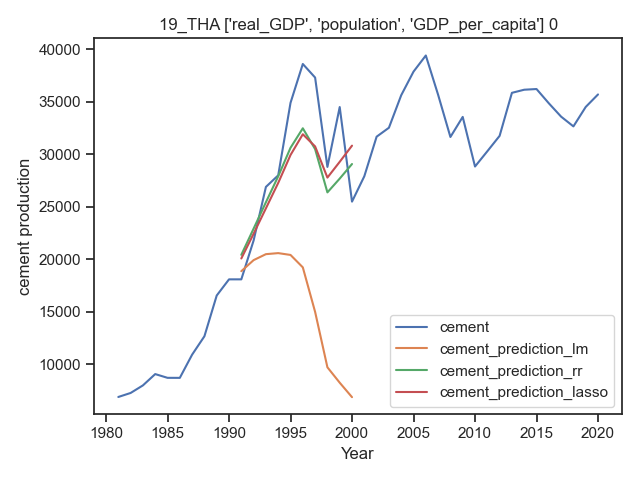 19_THA ['real_GDP', 'population', 'GDP_per_capita'] 0
40000
35000
30000
25000
20000
15000
10000
cement production
cement
cement_prediction_lm
cement_prediction_rr
cement_prediction_lasso
1980 1985 1990 1995 2000 2005 2010 2015 2020
Year